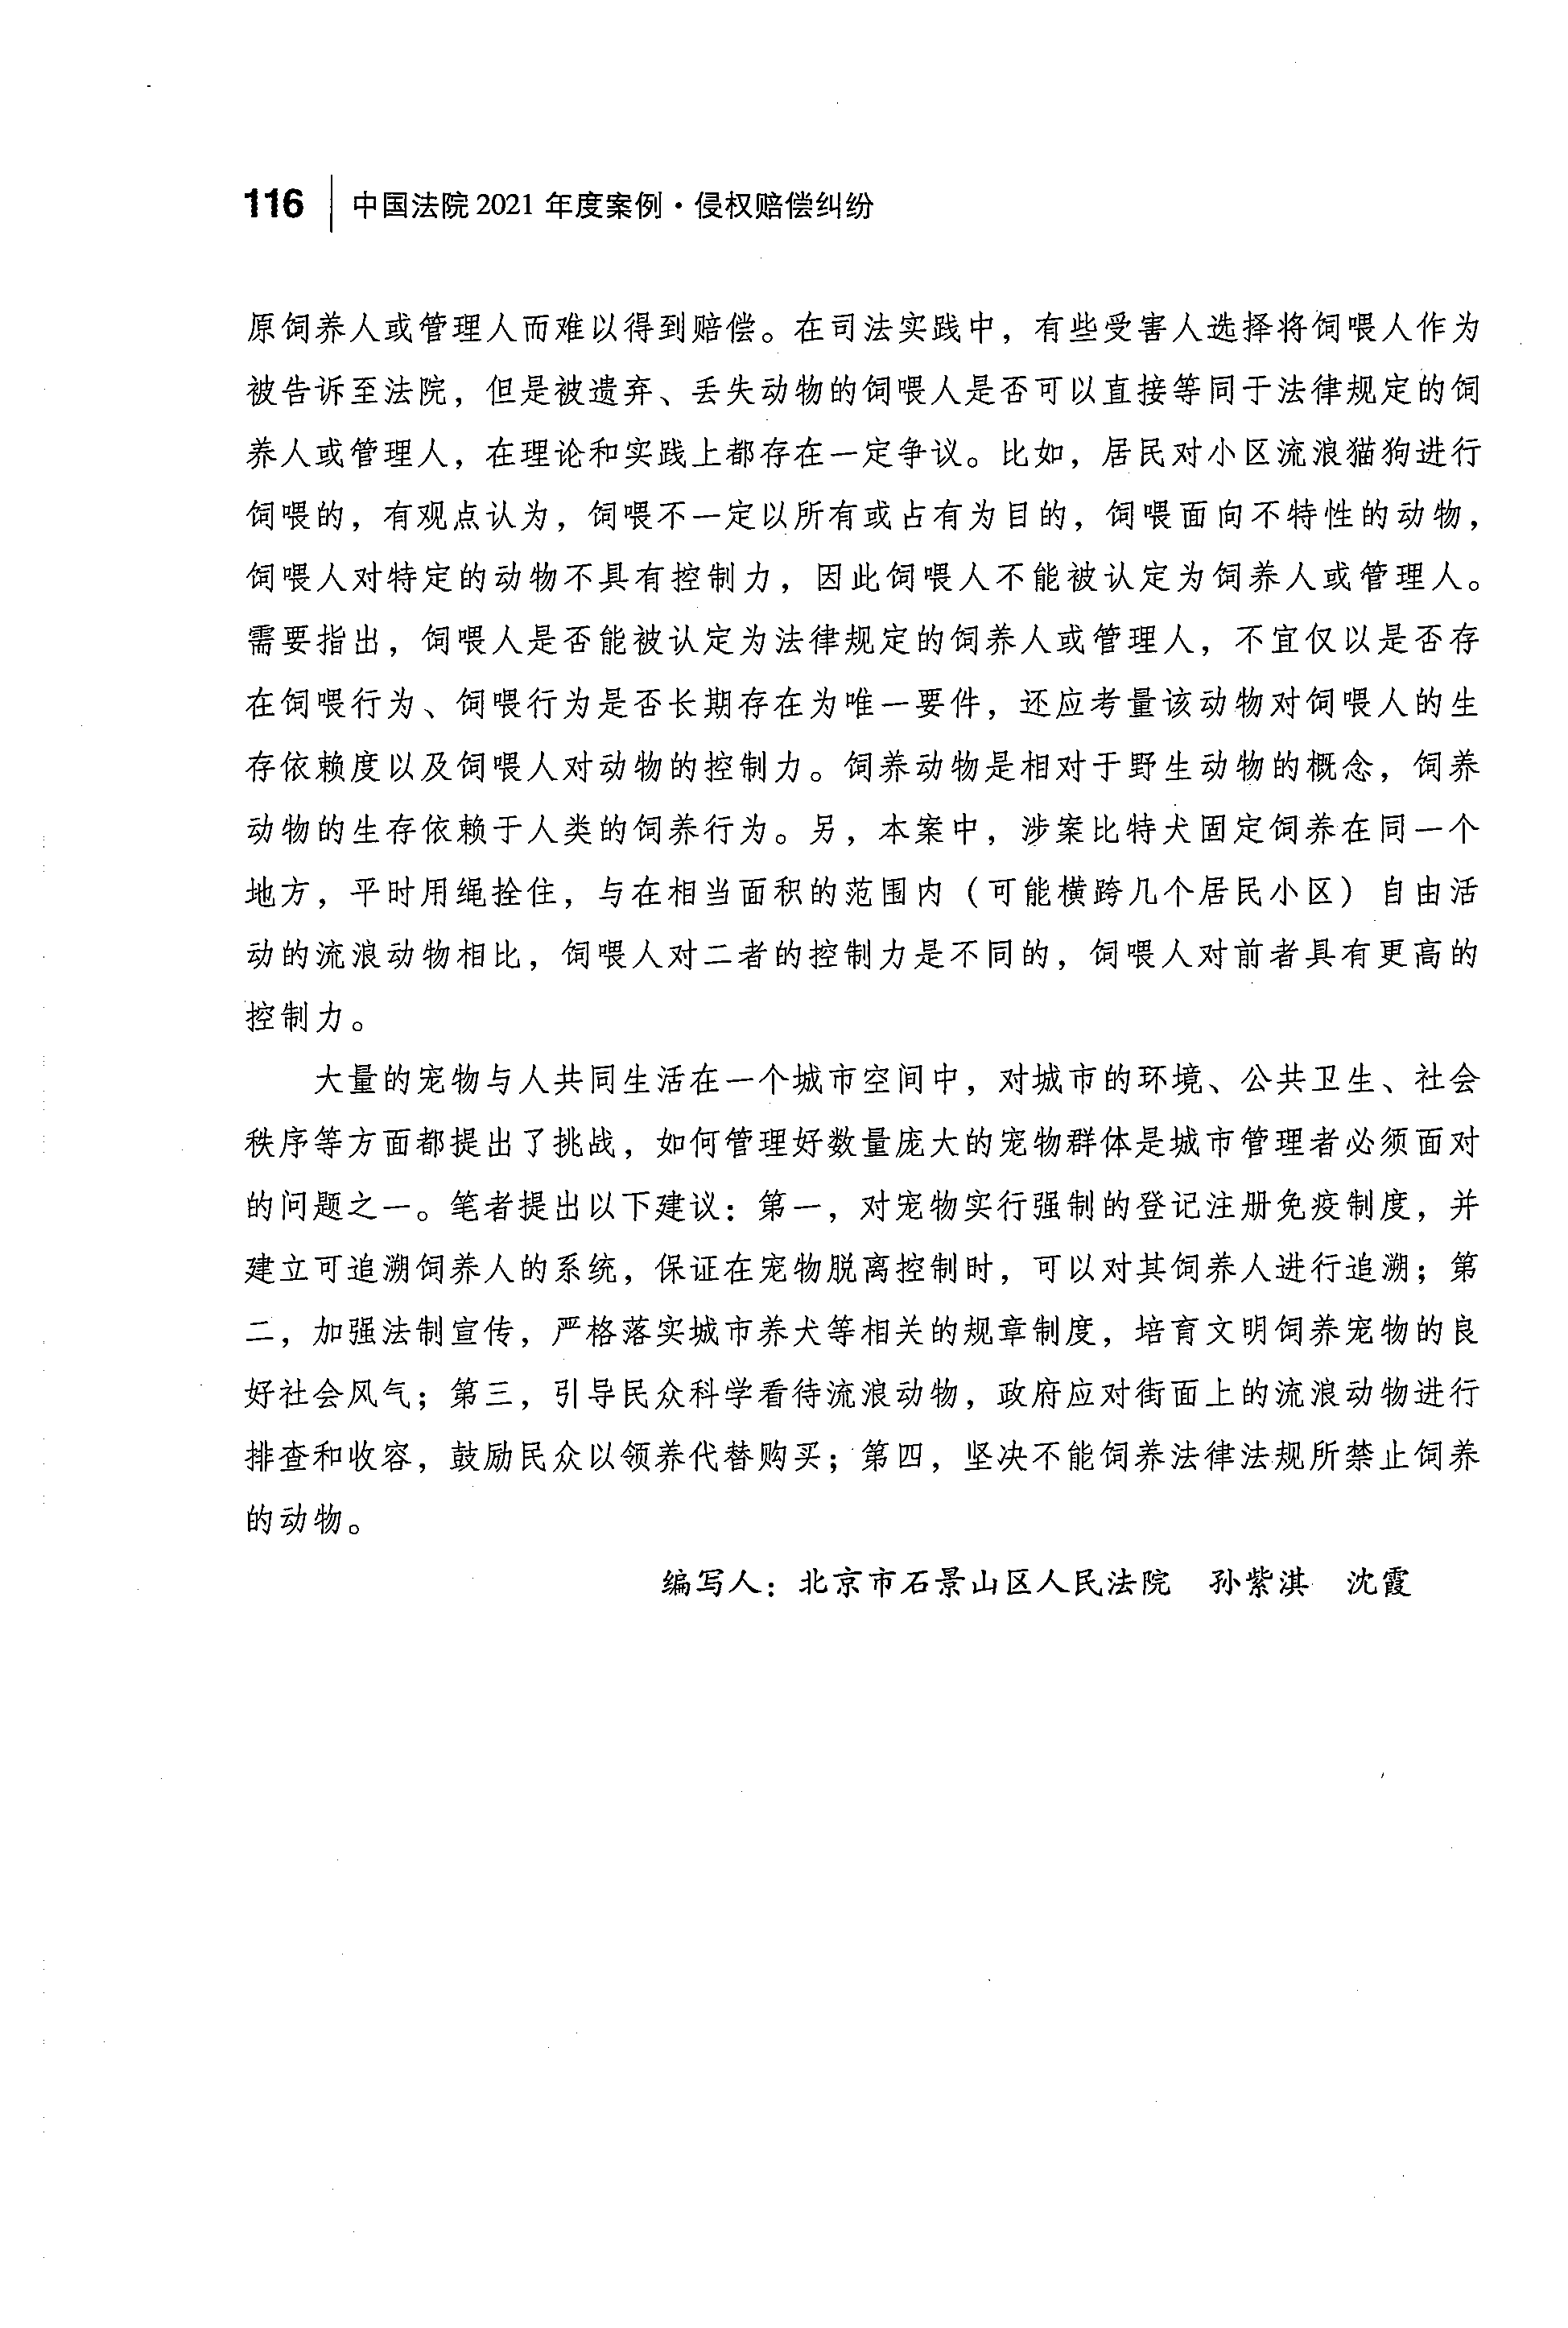 116 中国法院2021年度案例·侵权赔偿纠纷
原饲养人或管理人而难以得到赔偿。在司法实践中，有些受害人选择将饲喂人作为
被告诉至法院，但是被遗弃、丢失动物的饲喂人是否可以直接等同于法律规定的饲
养人或管理人，在理论和实践上都存在一定争议。比如，居民对小区流浪猫狗进行
饲喂的，有观点认为，饲喂不一定以所有或占有为目的，饲喂面向不特性的动物，
饲喂人对特定的动物不具有控制力，因此饲喂人不能被认定为饲养人或管理人。
需要指出，饲喂人是否能被认定为法律规定的饲养人或管理人，不宜仅以是否存
在饲喂行为、饲喂行为是否长期存在为唯一要件，还应考量该动物对饲喂人的生
存依赖度以及饲喂人对动物的控制力。饲养动物是相对于野生动物的概念，饲养
动物的生存依赖于人类的饲养行为。另，本案中，涉案比特犬固定饲养在同一个
地方，平时用绳拴住，与在相当面积的范围内（可能横跨几个居民小区）自由活
动的流浪动物相比，饲喂人对二者的控制力是不同的，饲喂人对前者具有更高的
控制力。
大量的宠物与人共同生活在一个城市空间中，对城市的环境、公共卫生、社会
秩序等方面都提出了挑战，如何管理好数量庞大的宠物群体是城市管理者必须面对
的问题之一。笔者提出以下建议：第一，对宠物实行强制的登记注册免疫制度，并
建立可追溯饲养人的系统，保证在宠物脱离控制时，可以对其饲养人进行追溯；第
二，加强法制宣传，严格落实城市养犬等相关的规章制度，培育文明饲养宠物的良
好社会风气；第三，引导民众科学看待流浪动物，政府应对街面上的流浪动物进行
排查和收容，鼓励民众以领养代替购买；第四，坚决不能饲养法律法规所禁止饲养
的动物。
编写人：北京市石景山区人民法院 孙紫淇 沈霞